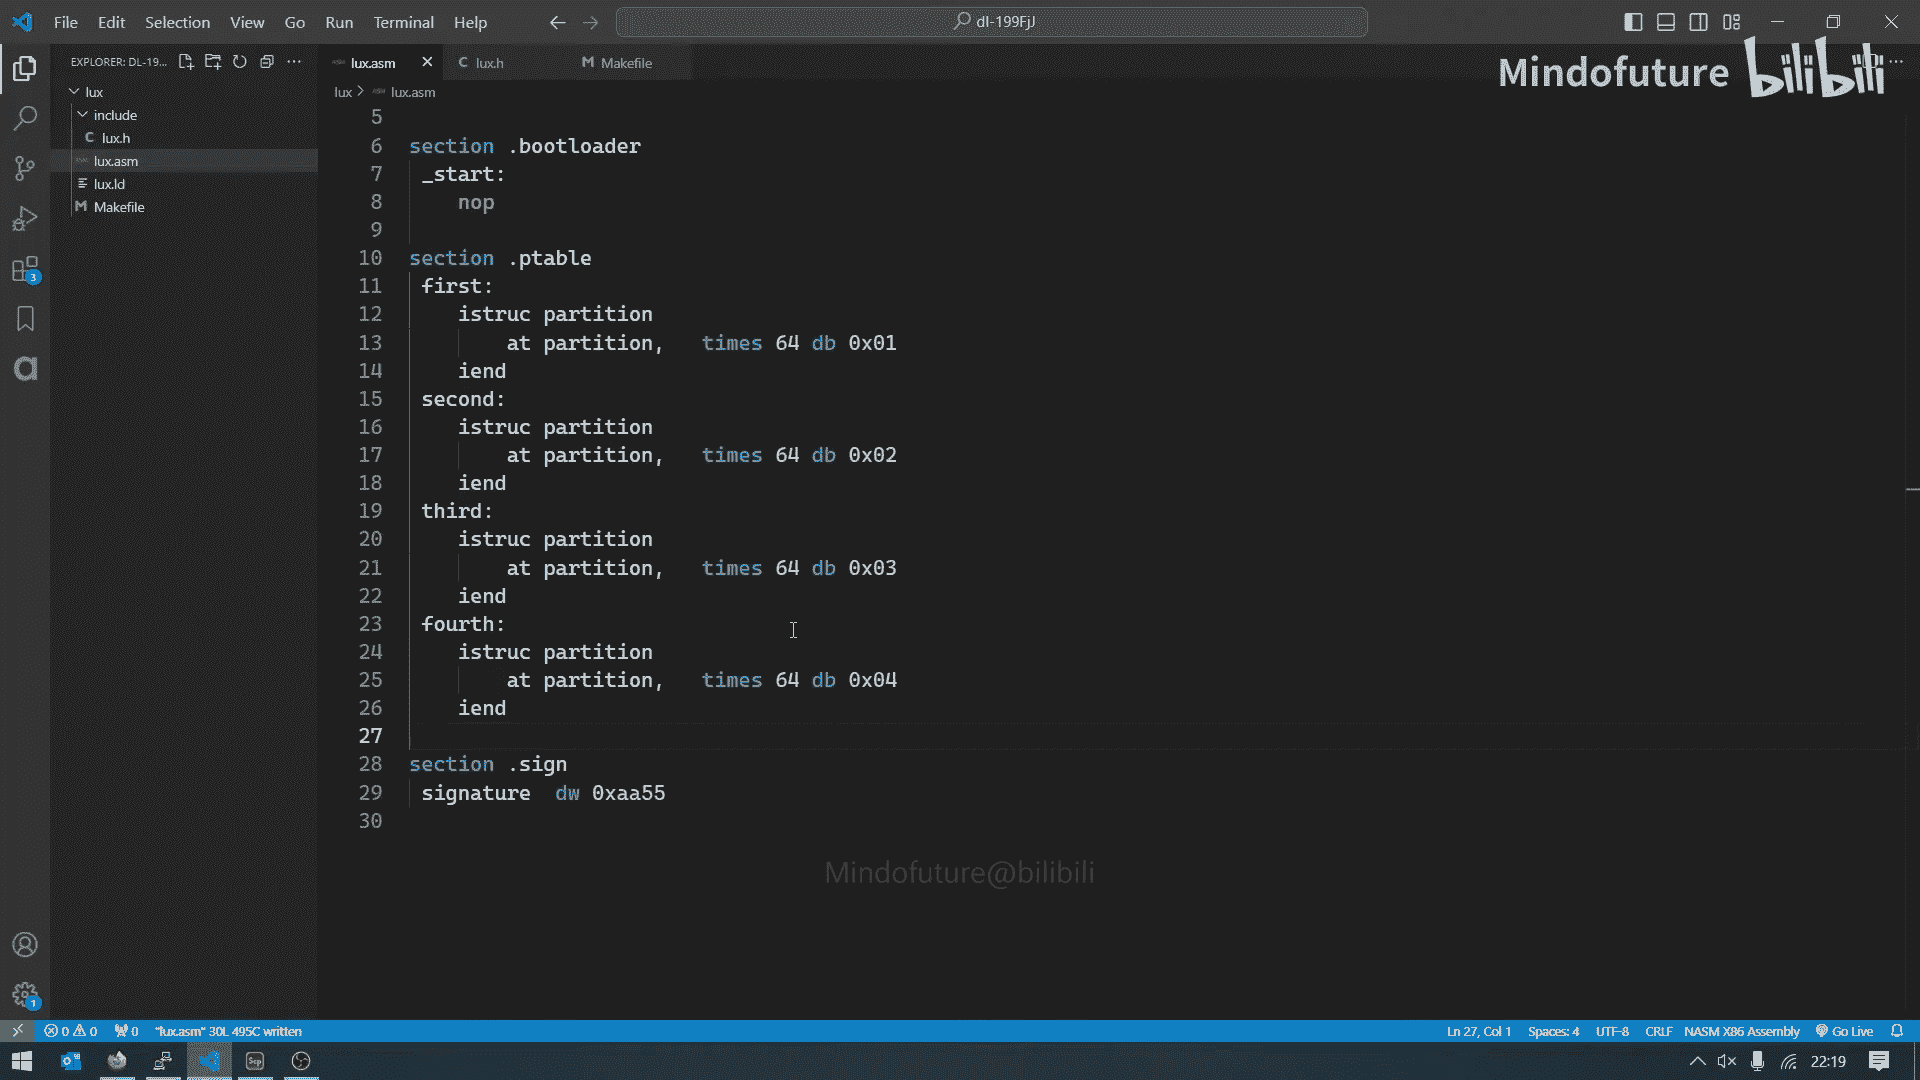 File Edit Selection View Go Run Terminal Help
dl-199FjJ
EXPLORER: DL-19...
lux.asm
lux.h
Makefile
Mindofuture bilibili
lux
include
lux.h
lux.asm
lux.ld
Makefile
3
1
lux > lux.asm
5
6 section .bootloader
7 _start:
8 nop
9
10 section .ptable
11 first:
12 istruc partition
13 at partition, times 64 db 0x01
14 iend
15 second:
16 istruc partition
17 at partition, times 64 db 0x02
18 iend
19 third:
20 istruc partition
21 at partition, times 64 db 0x03
22 iend
23 fourth:
24 istruc partition
25 at partition, times 64 db 0x04
26 iend
27
28 section .sign
29 signature dw 0xaa55
30
Mindofuture@bilibili
0 0 0 "lux.asm" 30L 495C written
Ln 27, Col 1 Spaces: 4 UTF-8 CRLF NASM X86 Assembly Go Live
22:19